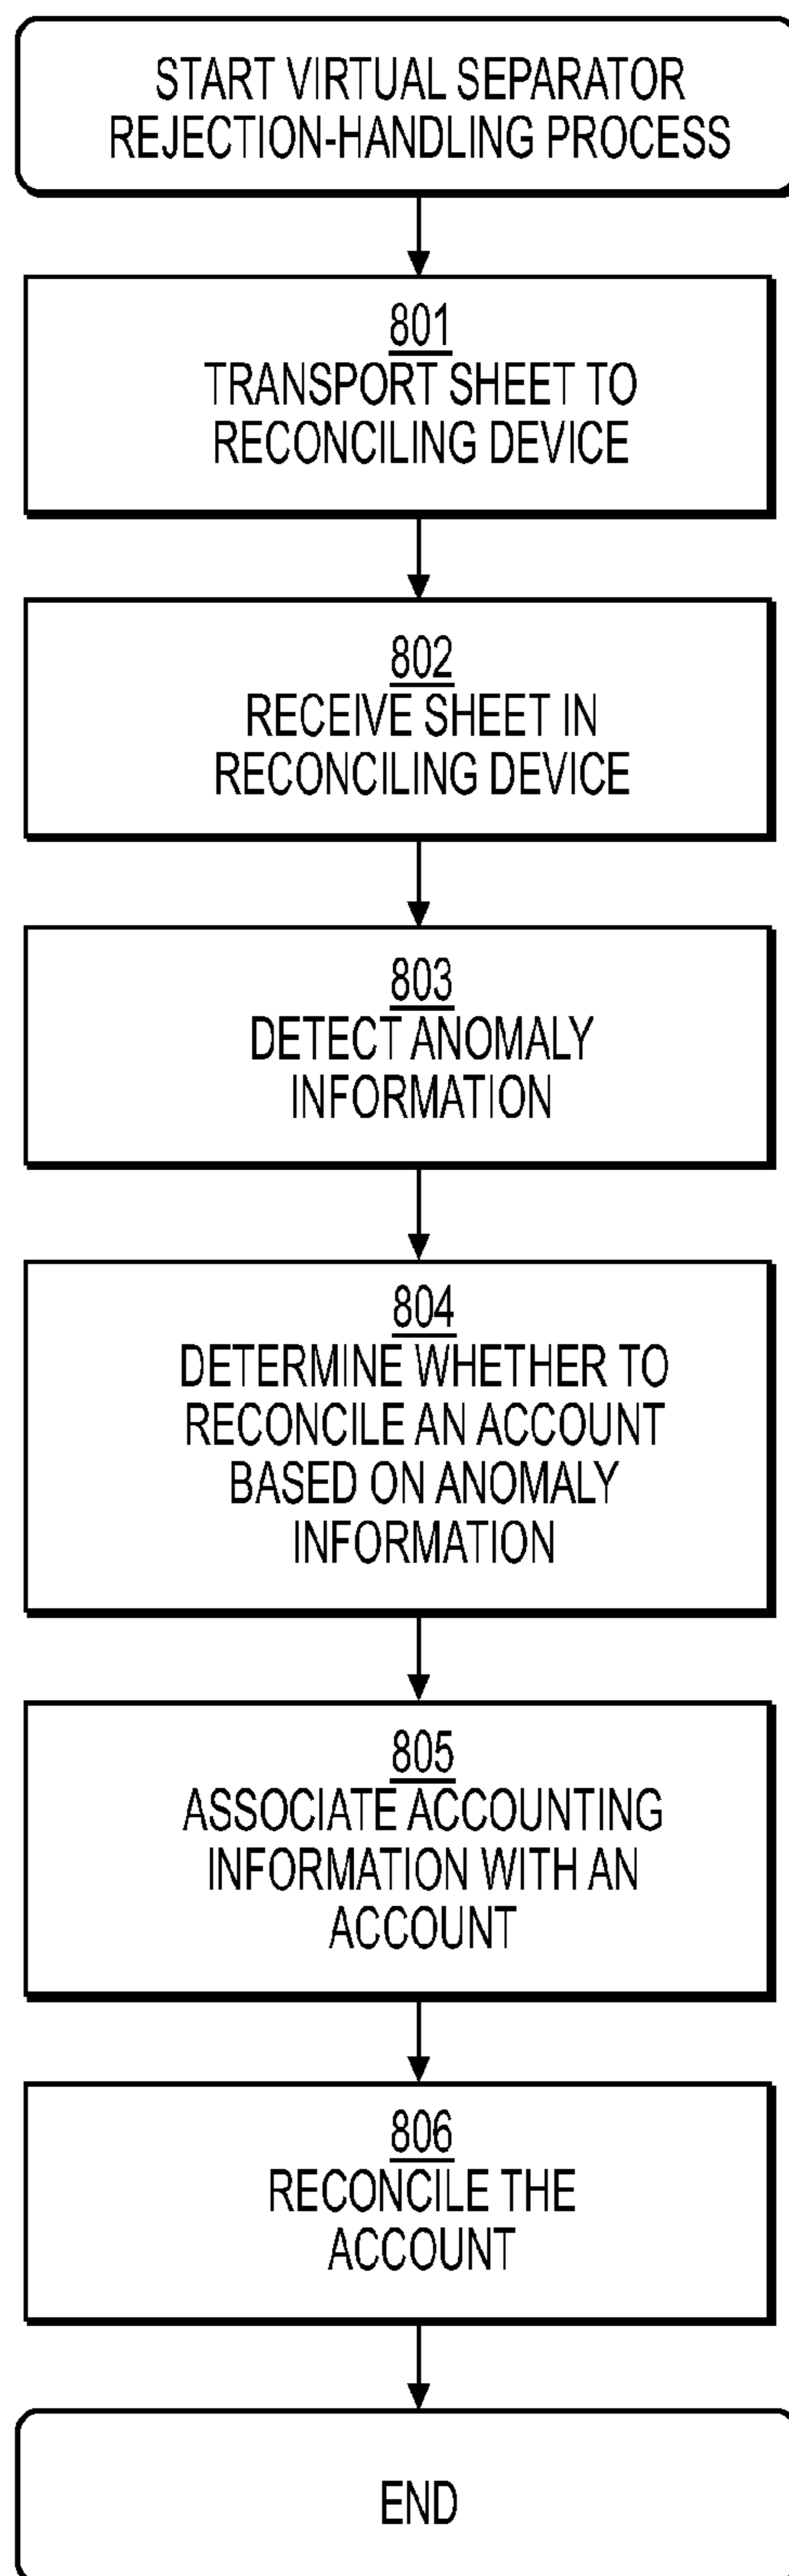 START VIRTUAL SEPARATOR
REJECTION-HANDLING PROCESS
801
TRANSPORT SHEET TO
RECONCILING DEVICE
802
RECEIVE SHEET IN
RECONCILING DEVICE
803
DETECT ANOMALY
INFORMATION
804
DETERMINE WHETHER TO
RECONCILE AN ACCOUNT
BASED ON ANOMALY
INFORMATION
805
ASSOCIATE ACCOUNTING
INFORMATION WITH AN
ACCOUNT
806
RECONCILE THE
ACCOUNT
END